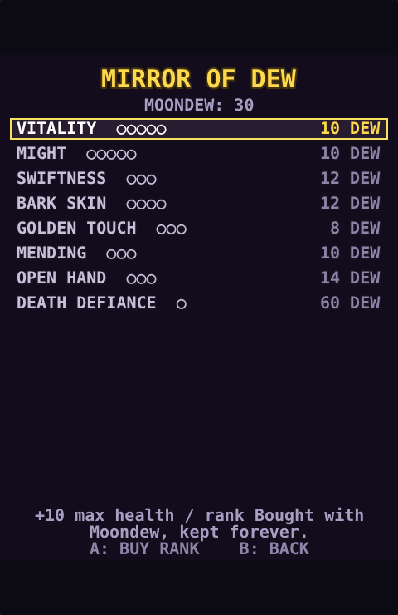 MIRROR OF DEW
MOONDEW: 30
VITALITY ○○○○○ 10 DEW
MIGHT ○○○○○ 10 DEW
SWIFTNESS ○○○ 12 DEW
BARK SKIN ○○○○ 12 DEW
GOLDEN TOUCH ○○○ 8 DEW
MENDING ○○○ 10 DEW
OPEN HAND ○○○ 14 DEW
DEATH DEFIANCE ○ 60 DEW
+10 max health / rank Bought with
Moondew, kept forever.
A: BUY RANK B: BACK